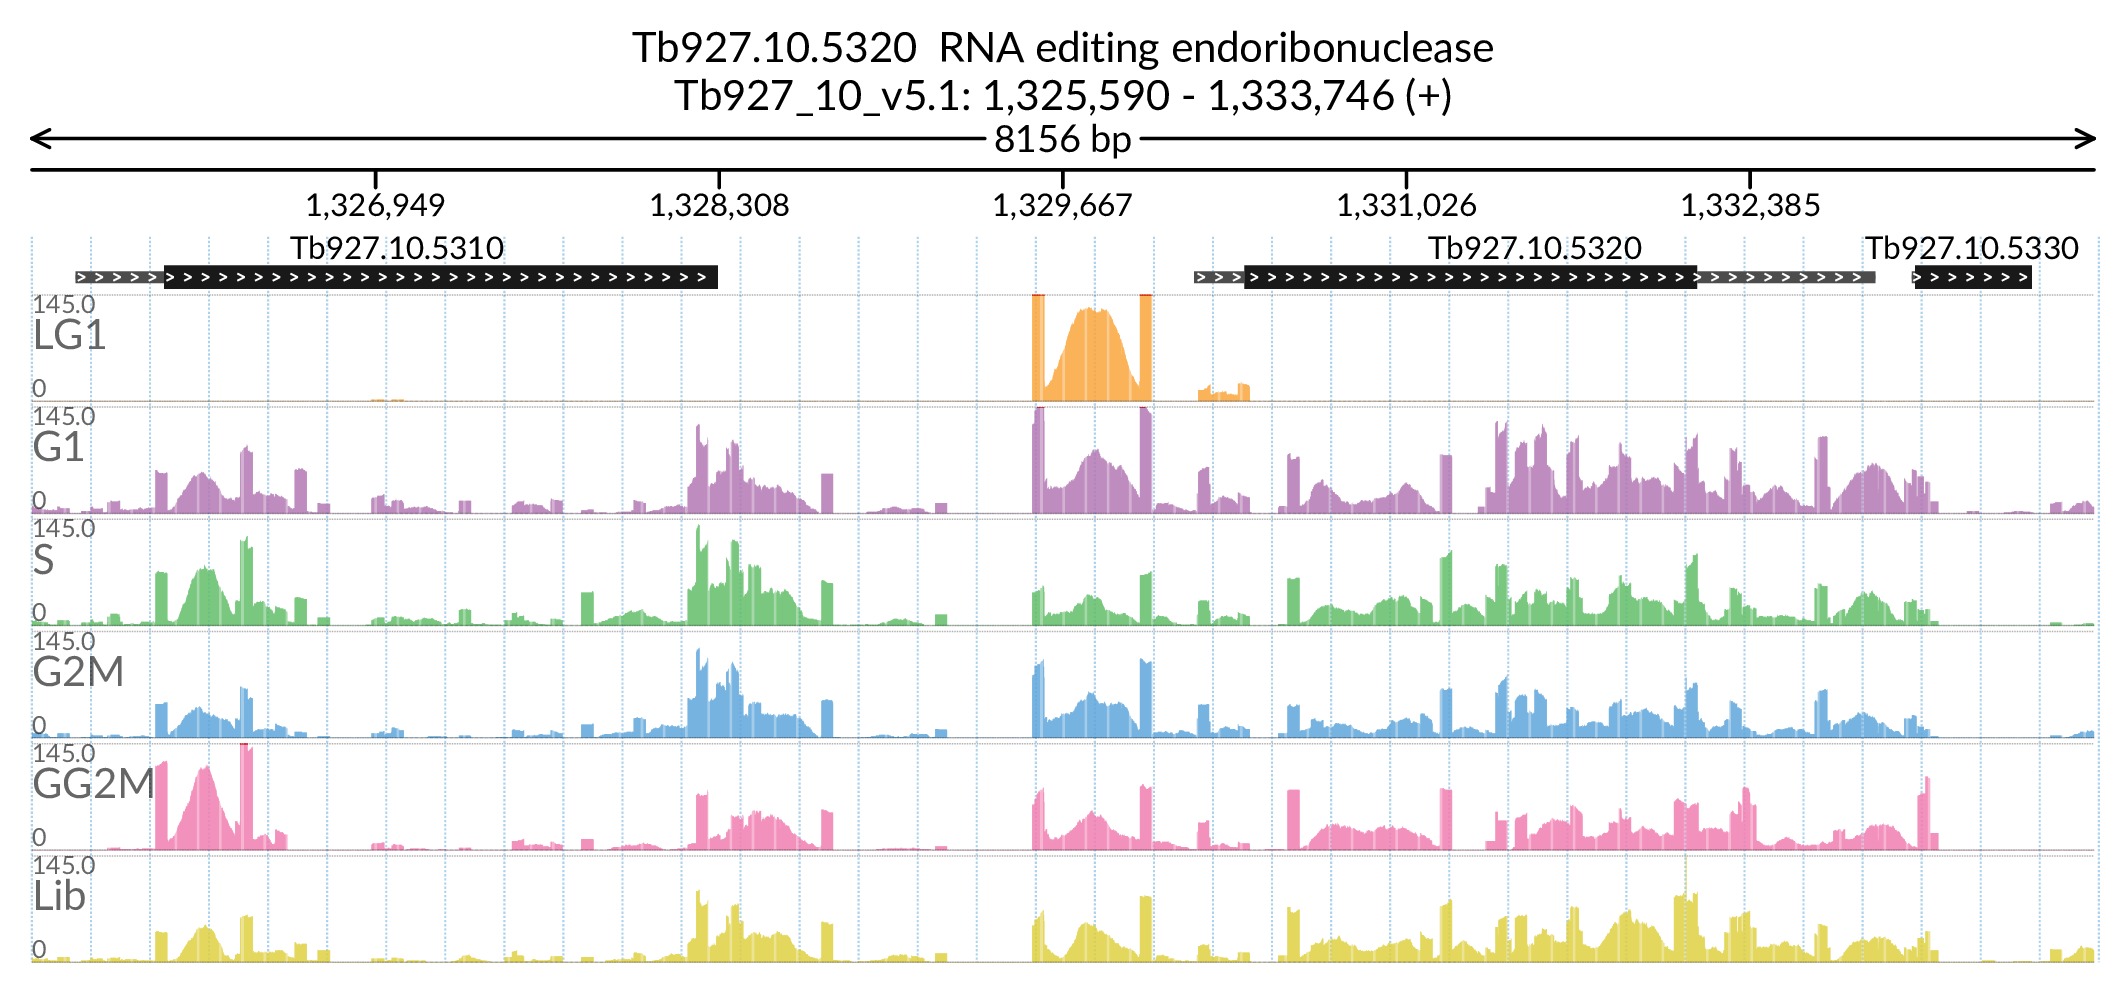 Tb927.10.5320  RNA editing endoribonuclease
Tb927_10_v5.1: 1,325,590 - 1,333,746 (+)
8156 bp
1,326,949 1,328,308 1,329,667 1,331,026 1,332,385
Tb927.10.5310 Tb927.10.5320 Tb927.10.5330
145.0
LG1
0
145.0
G1
0
145.0
S
0
145.0
G2M
0
145.0
GG2M
0
145.0
Lib
0